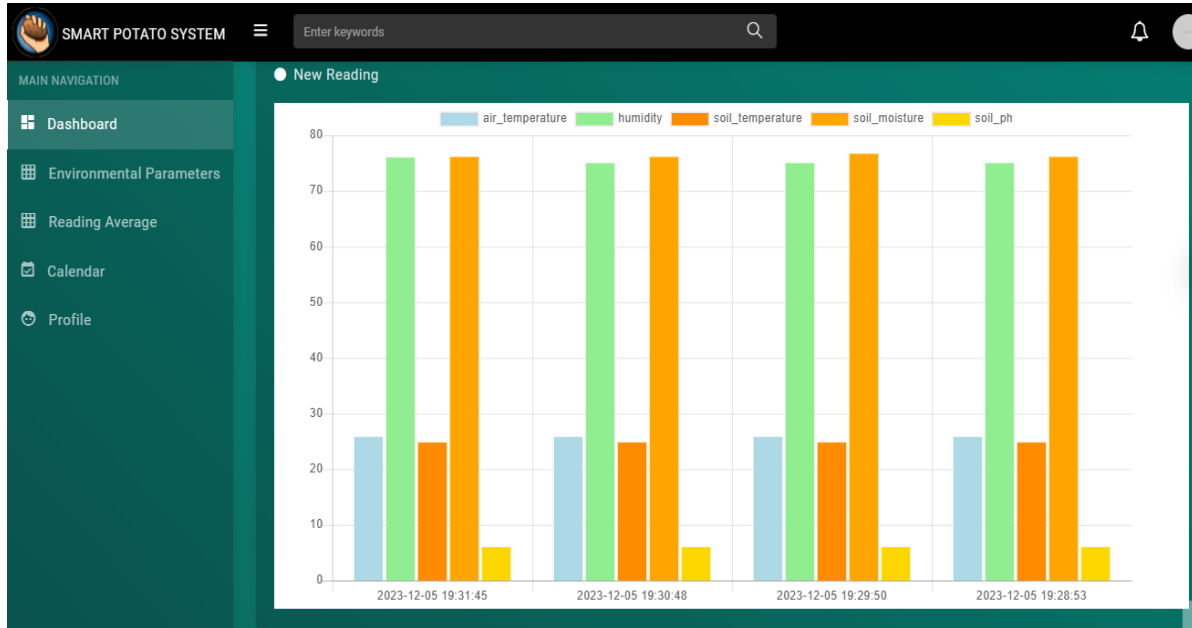 SMART POTATO SYSTEM
Enter keywords
MAIN NAVIGATION
Dashboard
Environmental Parameters
Reading Average
Calendar
Profile
New Reading
air_temperature humidity soil_temperature soil_moisture soil_ph
80
70
60
50
40
30
20
10
0
2023-12-05 19:31:45 2023-12-05 19:30:48 2023-12-05 19:29:50 2023-12-05 19:28:53